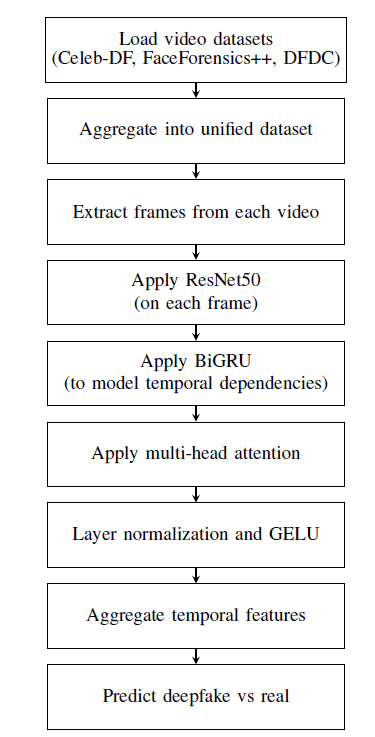 Load video datasets
(Celeb-DF, FaceForensics++, DFDC)
Aggregate into unified dataset
Extract frames from each video
Apply ResNet50
(on each frame)
Apply BiGRU
(to model temporal dependencies)
Apply multi-head attention
Layer normalization and GELU
Aggregate temporal features
Predict deepfake vs real